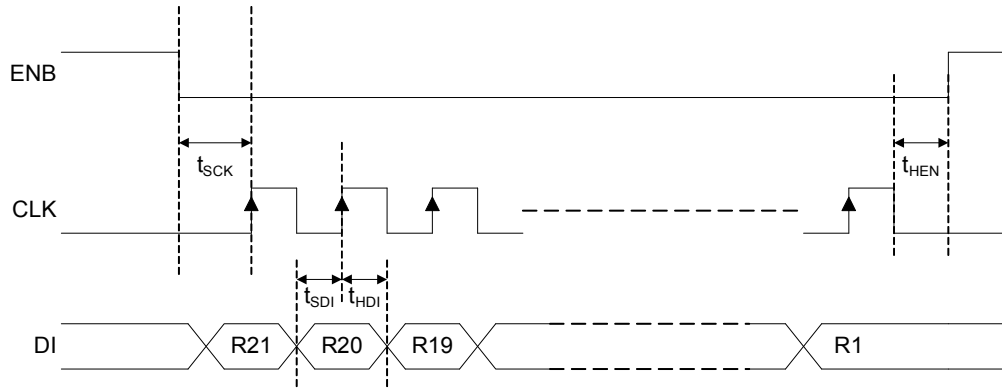 ENB
tSCK
tHEN
CLK
tSDI tHDI
DI R21 R20 R19 R1